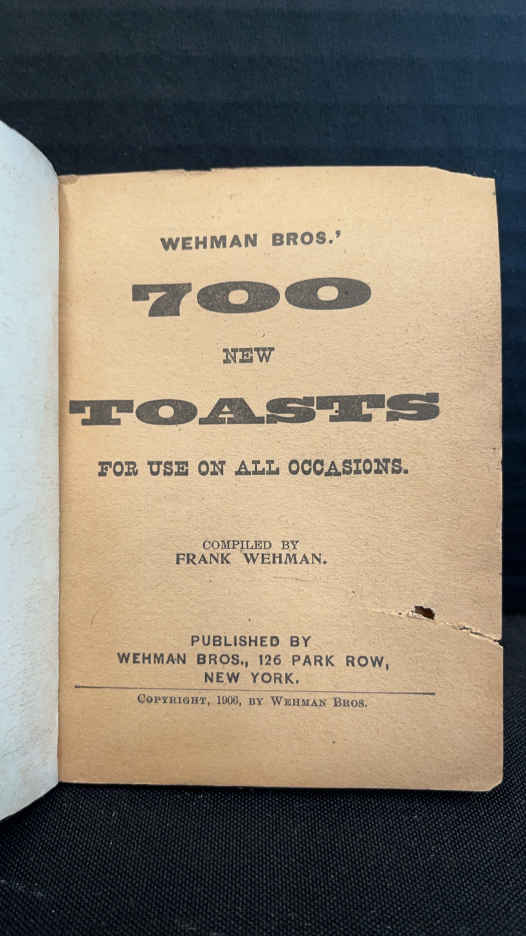 WEHMAN BROS.'
700
NEW
TOASTS
FOR USE ON ALL OCCASIONS.
COMPILED BY
FRANK WEHMAN.
PUBLISHED BY
WEHMAN BROS., 126 PARK ROW,
NEW YORK.
COPYRIGHT, 1906, BY WEHMAN BROS.